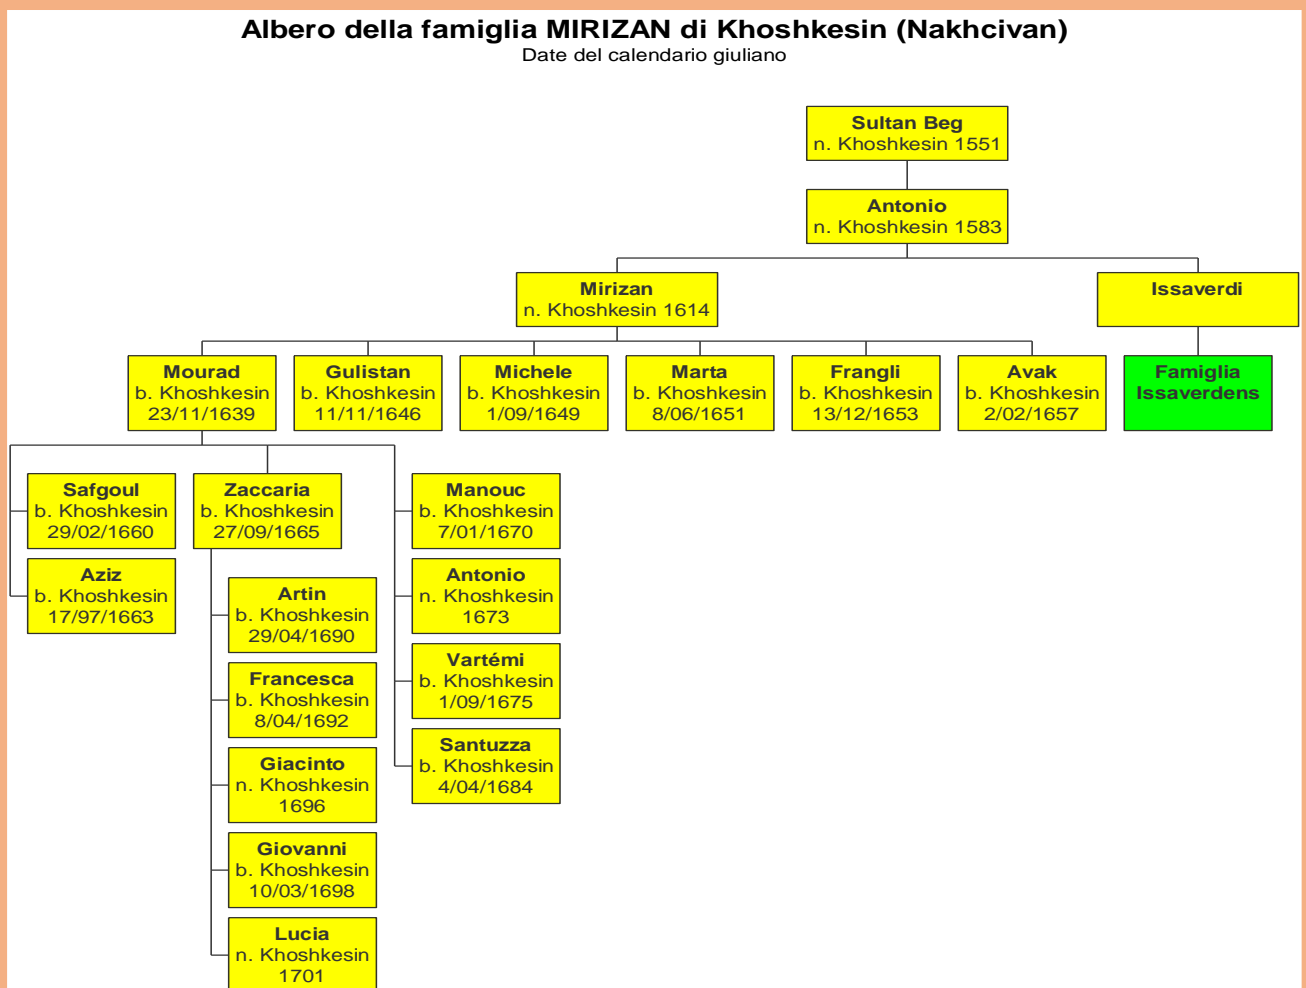 Albero della famiglia MIRIZAN di Khoshkesin (Nakhcivan)
Date del calendario giuliano
Sultan Beg
n. Khoshkesin 1551
Antonio
n. Khoshkesin 1583
Mirizan
n. Khoshkesin 1614
Issaverdi
Mourad
b. Khoshkesin
23/11/1639
Gulistan
b. Khoshkesin
11/11/1646
Michele
b. Khoshkesin
1/09/1649
Marta
b. Khoshkesin
8/06/1651
Frangli
b. Khoshkesin
13/12/1653
Avak
b. Khoshkesin
2/02/1657
Famiglia
Issaverdens
Safgoul
b. Khoshkesin
29/02/1660
Aziz
b. Khoshkesin
17/97/1663
Zaccaria
b. Khoshkesin
27/09/1665
Artin
b. Khoshkesin
29/04/1690
Francesca
b. Khoshkesin
8/04/1692
Giacinto
n. Khoshkesin
1696
Giovanni
b. Khoshkesin
10/03/1698
Lucia
n. Khoshkesin
1701
Manouc
b. Khoshkesin
7/01/1670
Antonio
n. Khoshkesin
1673
Vartémi
b. Khoshkesin
1/09/1675
Santuzza
b. Khoshkesin
4/04/1684